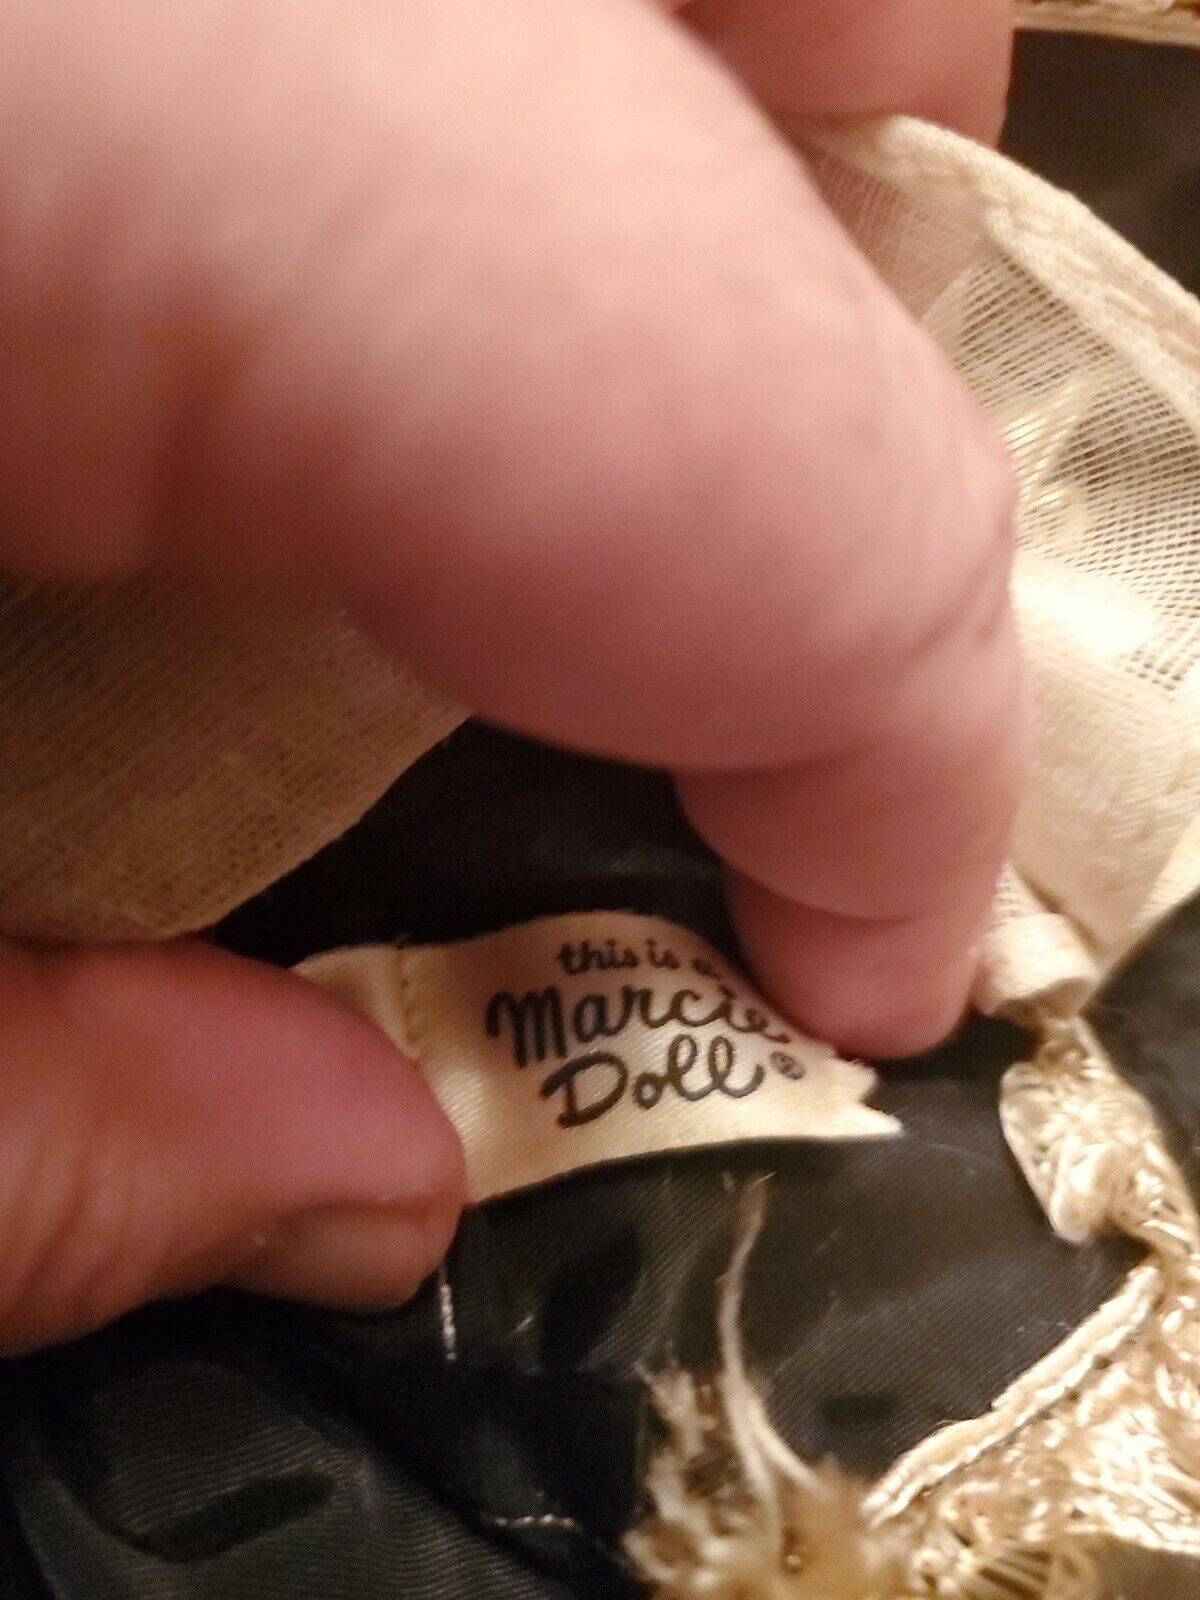 this is a
Marcie
Doll®